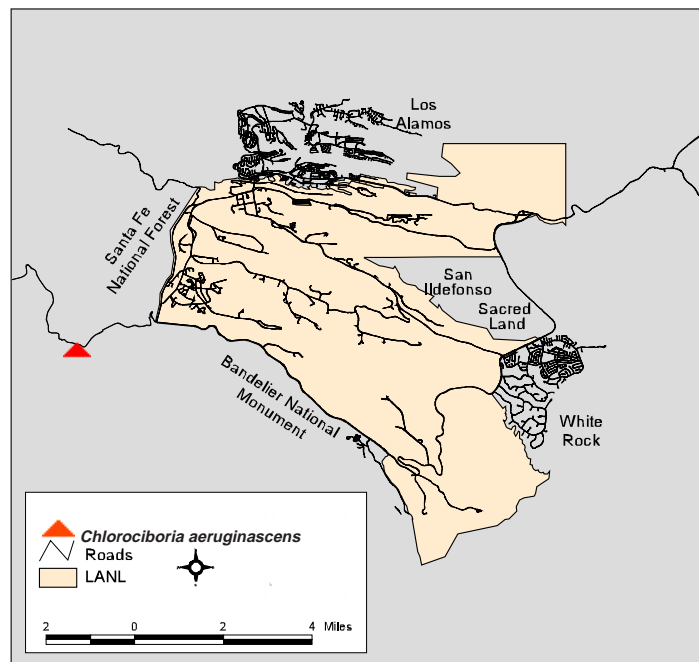 Los
Alamos
Santa Fe
National Forest
San
Ildefonso
Sacred
Land
Bandelier National
Monument
White
Rock
Chlorociboria aeruginascens
Roads
LANL
2 0 2 4 Miles